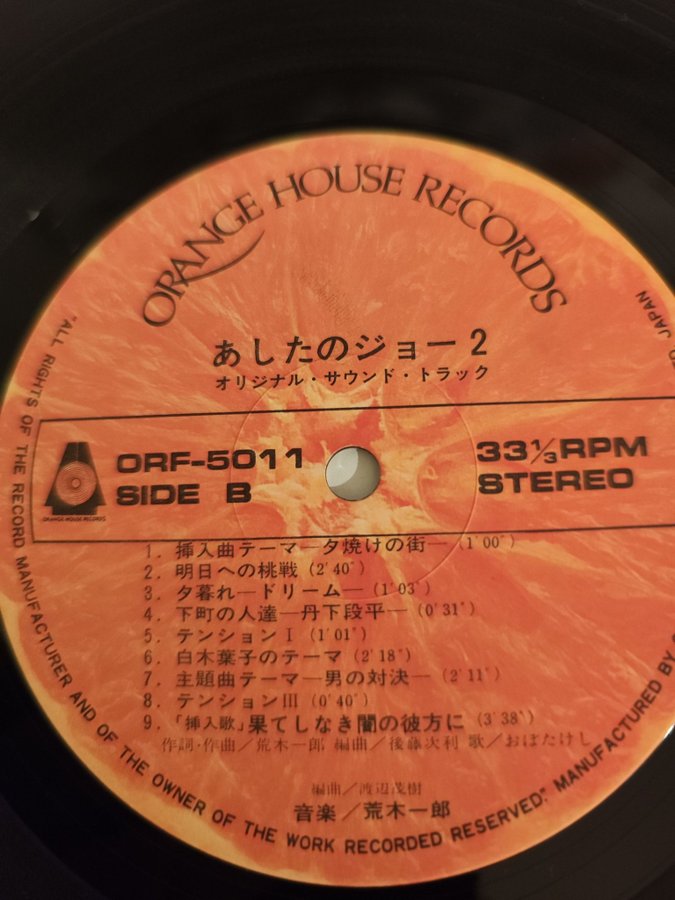 ORANGE HOUSE RECORDS
あしたのジョー2
オリジナル・サウンド・トラック
ORF-5011
SIDE B
33 1/3 RPM
STEREO
ORANGE HOUSE RECORDS
1. 挿入曲テーマ—夕焼けの街—(1'00")
2. 明日への桃戦(2'40")
3. 夕暮れ—ドリーム—(1'03")
4. 下町の人達—丹下段平—(0'31")
5. テンションⅠ(1'01")
6. 白木葉子のテーマ(2'18")
7. 主題曲テーマ—男の対決—(2'11")
8. テンションⅢ(0'40")
9. 「挿入歌」果てしなき闇の彼方に(3'38")
作詞・作曲/荒木一郎 編曲/後藤次利 歌/おぼたけし
編曲/渡辺茂樹
音楽/荒木一郎
"ALL RIGHTS OF THE RECORD MANUFACTURER AND OF THE OWNER OF THE WORK RECORDED RESERVED." MANUFACTURED BY
JAPAN